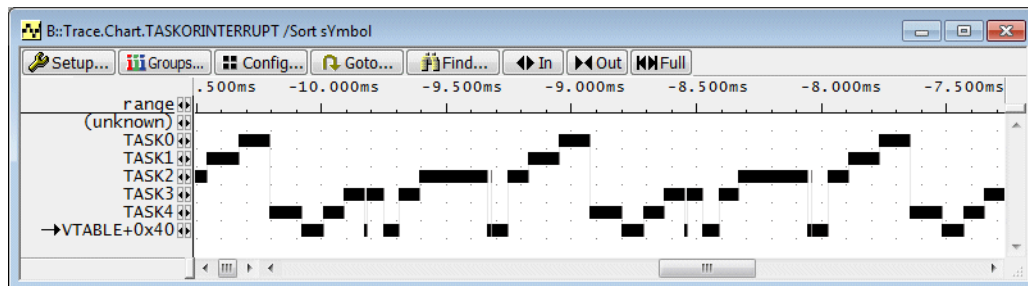 B::Trace.Chart.TASKORINTERRUPT /Sort sYmbol
Setup... Groups... Config... Goto... Find... In Out Full
.500ms -10.000ms -9.500ms -9.000ms -8.500ms -8.000ms -7.500ms
range
(unknown)
TASK0
TASK1
TASK2
TASK3
TASK4
VTABLE+0x40